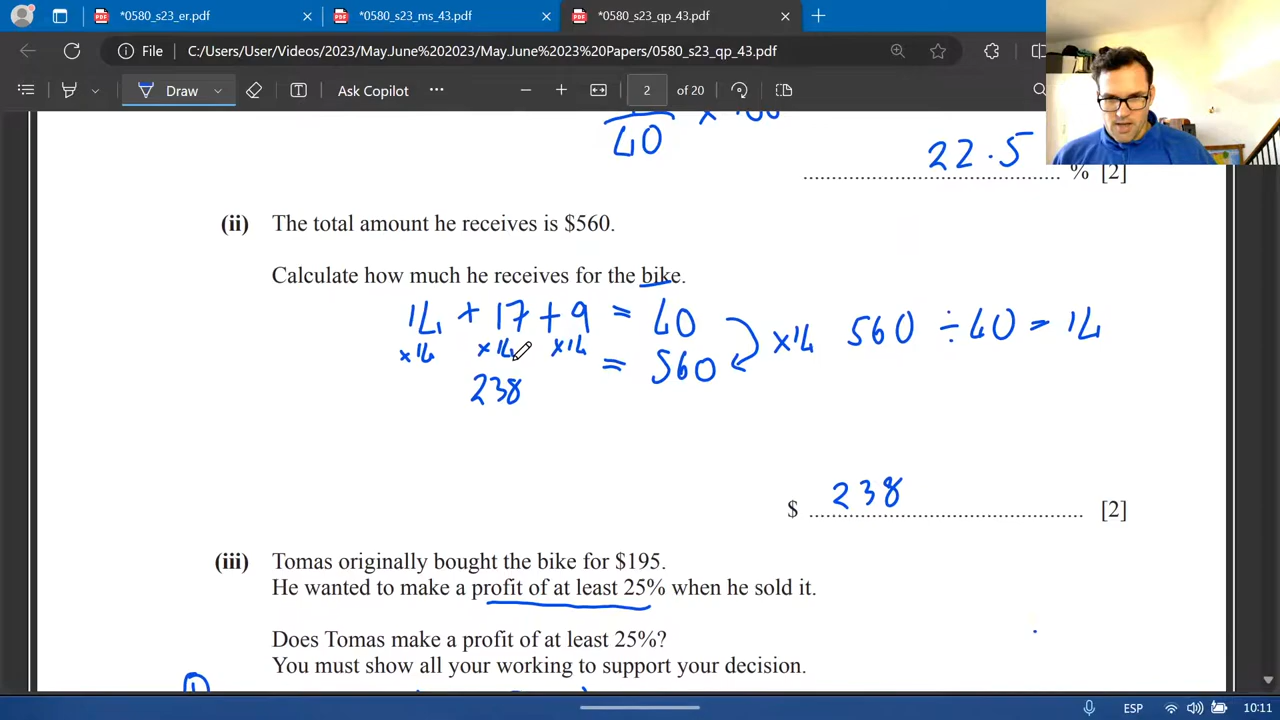 *0580_s23_er.pdf
*0580_s23_ms_43.pdf
*0580_s23_qp_43.pdf
File
C:/Users/User/Videos/2023/May.June%202023/May.June%2023%20Papers/0580_s23_qp_43.pdf
Draw
Ask Copilot
2 of 20
40
22.5
% [2]
(ii) The total amount he receives is $560.
Calculate how much he receives for the bike.
14 + 17 + 9 = 40
×14 560 ÷ 40 = 14
×14 ×14 ×14
= 560
238
$ 238 [2]
(iii) Tomas originally bought the bike for $195.
He wanted to make a profit of at least 25% when he sold it.
Does Tomas make a profit of at least 25%?
You must show all your working to support your decision.
ESP
10:11